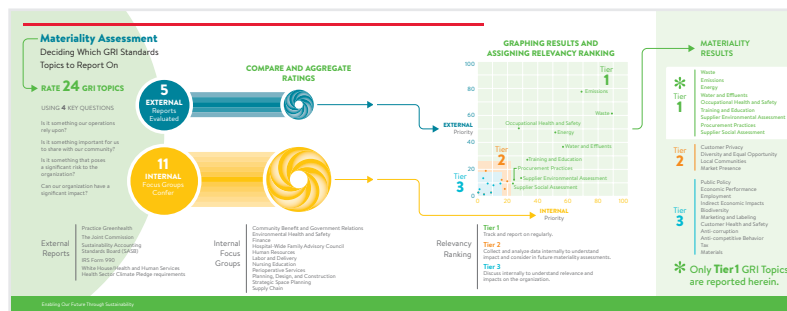 Materiality Assessment
Deciding Which GRI Standards
Topics to Report On
RATE 24 GRI TOPICS
USING 4 KEY QUESTIONS
Is it something our operations
rely upon?
Is it something important for us
to share with our community?
Is it something that poses
a significant risk to the
organization?
Can our organization have a
significant impact?
5
EXTERNAL
Reports
Evaluated
11
INTERNAL
Focus Groups
Confer
COMPARE AND AGGREGATE
RATINGS
GRAPHING RESULTS AND
ASSIGNING RELEVANCY RANKING
EXTERNAL
Priority
100
80
60
40
20
0
0
20
40
60
80
100
INTERNAL
Priority
Tier
1
Emissions
Waste
Occupational Health and Safety
Energy
Water and Effluents
Tier
2
Training and Education
Procurement Practices
Supplier Environmental Assessment
Supplier Social Assessment
Tier
3
External
Reports
Practice Greenhealth
The Joint Commission
Sustainability Accounting
Standards Board (SASB)
IRS Form 990
White House/Health and Human Services
Health Sector Climate Pledge requirements
Internal
Focus
Groups
Community Benefit and Government Relations
Environmental Health and Safety
Finance
Hospital-Wide Family Advisory Council
Human Resources
Labor and Delivery
Nursing Education
Perioperative Services
Planning, Design, and Construction
Strategic Space Planning
Supply Chain
Relevancy
Ranking
Tier 1
Track and report on regularly.
Tier 2
Collect and analyze data internally to understand
impact and consider in future materiality assessments.
Tier 3
Discuss internally to understand relevance and
impacts on the organization.
MATERIALITY
RESULTS
*
Tier
1
Waste
Emissions
Energy
Water and Effluents
Occupational Health and Safety
Training and Education
Supplier Environmental Assessment
Procurement Practices
Supplier Social Assessment
Tier
2
Customer Privacy
Diversity and Equal Opportunity
Local Communities
Market Presence
Tier
3
Public Policy
Economic Performance
Employment
Indirect Economic Impacts
Biodiversity
Marketing and Labeling
Customer Health and Safety
Anti-corruption
Anti-competitive Behavior
Tax
Materials
* Only Tier 1 GRI Topics
are reported herein.
Enabling Our Future Through Sustainability